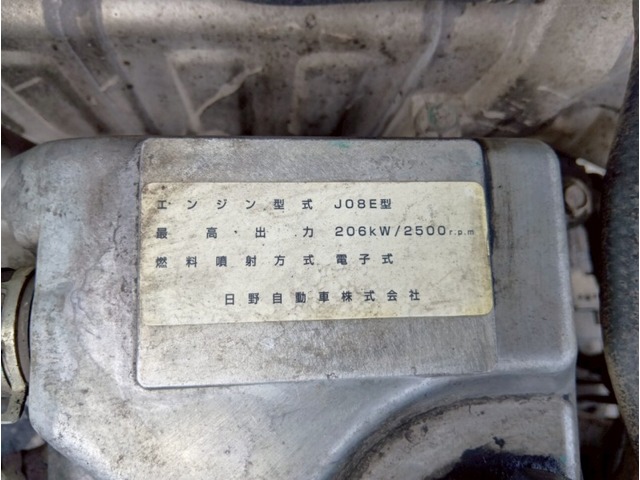 エンジン型式 J08E型
最高出力 206kW/2500r.p.m
燃料噴射方式 電子式
日野自動車株式会社